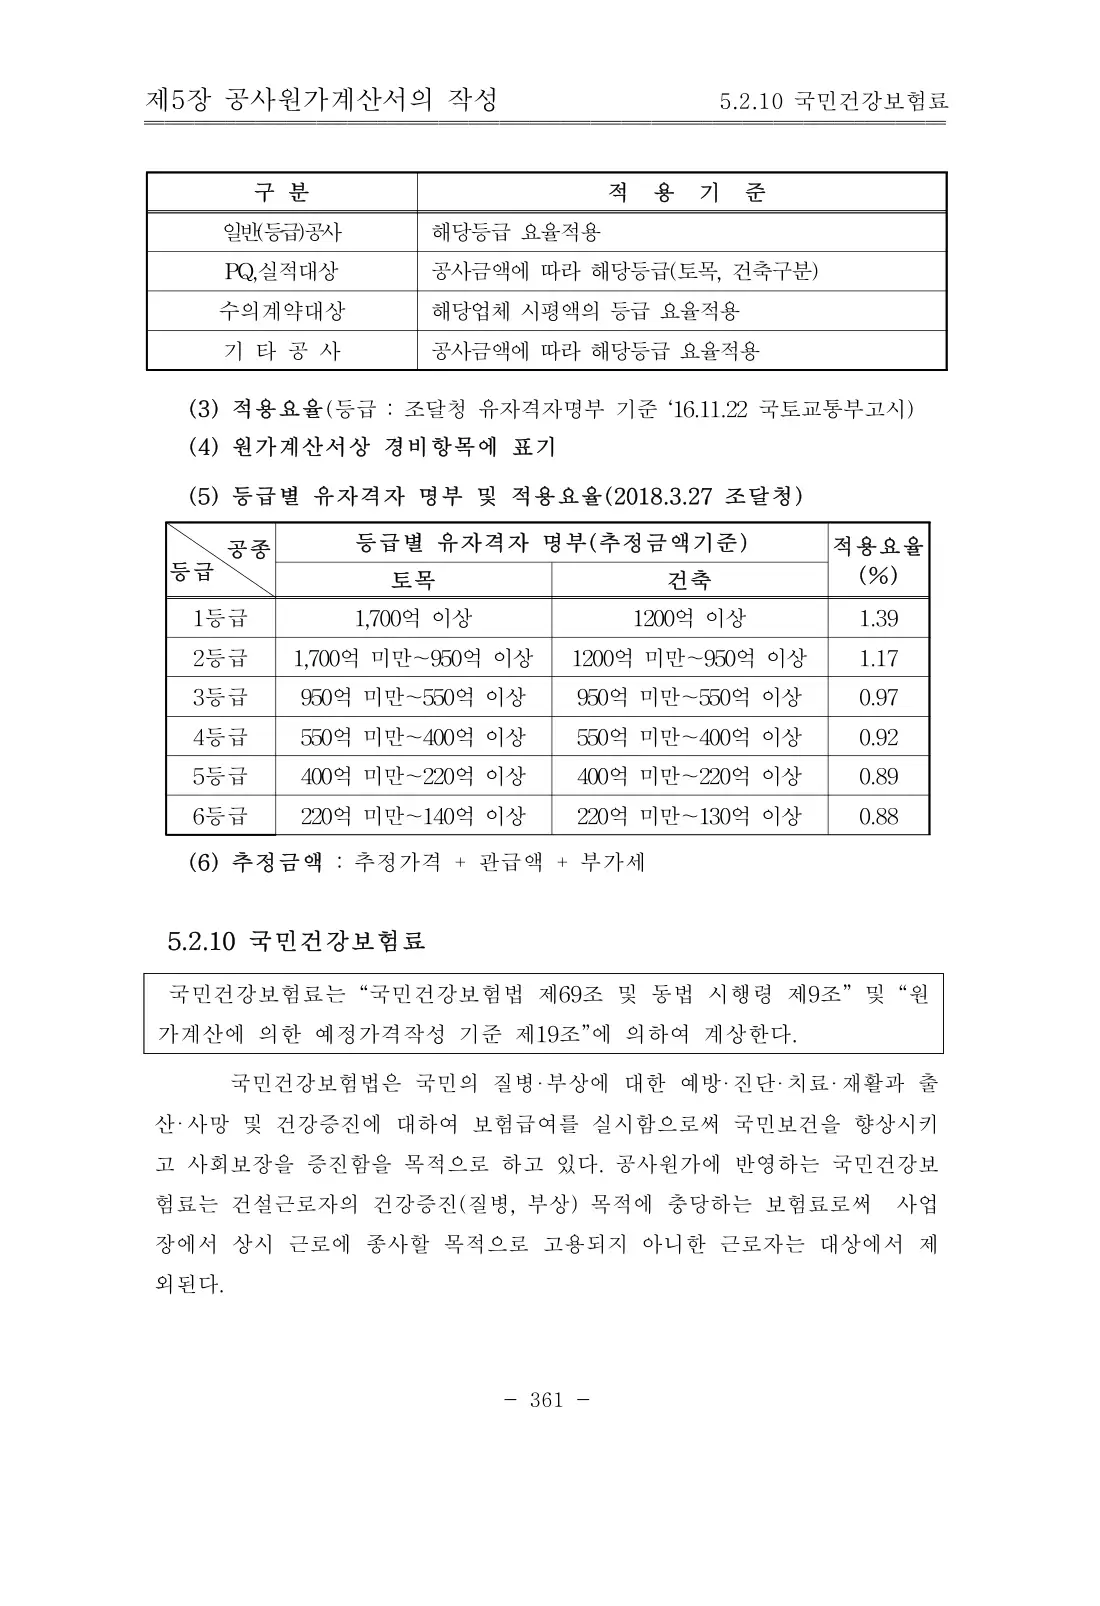 제5장 공사원가계산서의 작성 5.2.10 국민건강보험료
구 분 적 용 기 준
일반(등급)공사 해당등급 요율적용
PQ,실적대상 공사금액에 따라 해당등급(토목, 건축구분)
수의계약대상 해당업체 시평액의 등급 요율적용
기 타 공 사 공사금액에 따라 해당등급 요율적용
(3) 적용요율(등급 : 조달청 유자격자명부 기준 ‘16.11.22 국토교통부고시)
(4) 원가계산서상 경비항목에 표기
(5) 등급별 유자격자 명부 및 적용요율(2018.3.27 조달청)
공종 등급별 유자격자 명부(추정금액기준) 적용요율
등급 토목 건축 (%)
1등급 1,700억 이상 1200억 이상 1.39
2등급 1,700억 미만~950억 이상 1200억 미만~950억 이상 1.17
3등급 950억 미만~550억 이상 950억 미만~550억 이상 0.97
4등급 550억 미만~400억 이상 550억 미만~400억 이상 0.92
5등급 400억 미만~220억 이상 400억 미만~220억 이상 0.89
6등급 220억 미만~140억 이상 220억 미만~130억 이상 0.88
(6) 추정금액 : 추정가격 + 관급액 + 부가세
5.2.10 국민건강보험료
국민건강보험료는 “국민건강보험법 제69조 및 동법 시행령 제9조” 및 “원
가계산에 의한 예정가격작성 기준 제19조”에 의하여 계상한다.
국민건강보험법은 국민의 질병·부상에 대한 예방·진단·치료·재활과 출
산·사망 및 건강증진에 대하여 보험급여를 실시함으로써 국민보건을 향상시키
고 사회보장을 증진함을 목적으로 하고 있다. 공사원가에 반영하는 국민건강보
험료는 건설근로자의 건강증진(질병, 부상) 목적에 충당하는 보험료로써 사업
장에서 상시 근로에 종사할 목적으로 고용되지 아니한 근로자는 대상에서 제
외된다.
- 361 -